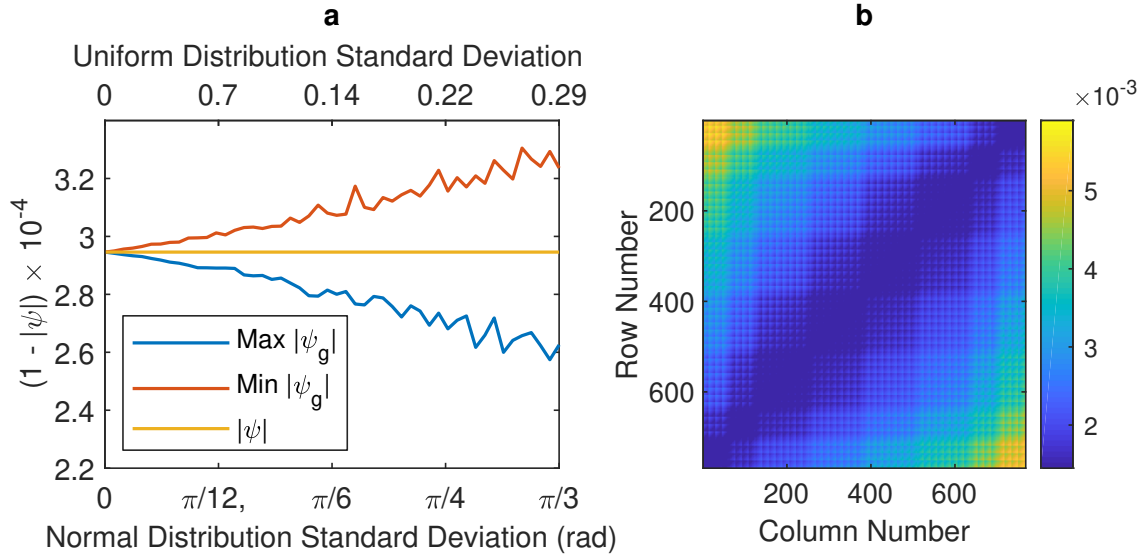 a
Uniform Distribution Standard Deviation
0 0.7 0.14 0.22 0.29
(1 - |ψ|) × 10⁻⁴
3.2
3
2.8
2.6
2.4
2.2
Max |ψ_g|
Min |ψ_g|
|ψ|
0 π/12, π/6 π/4 π/3
Normal Distribution Standard Deviation (rad)
b
×10⁻³
Row Number
200
400
600
200 400 600
Column Number
5
4
3
2